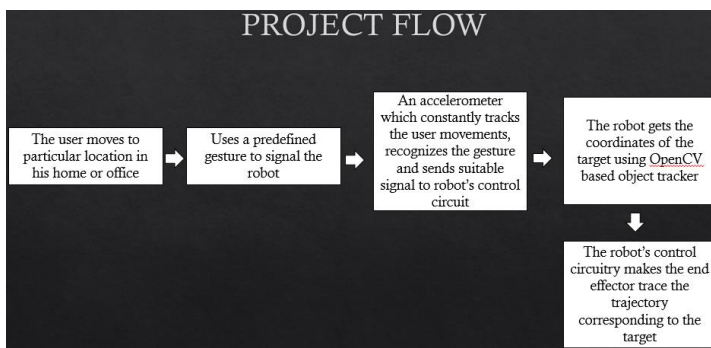 PROJECT FLOW
The user moves to
particular location in
his home or office
Uses a predefined
gesture to signal the
robot
An accelerometer
which constantly tracks
the user movements,
recognizes the gesture
and sends suitable
signal to robot's control
circuit
The robot gets the
coordinates of the
target using OpenCV
based object tracker
The robot's control
circuitry makes the end
effector trace the
trajectory
corresponding to the
target